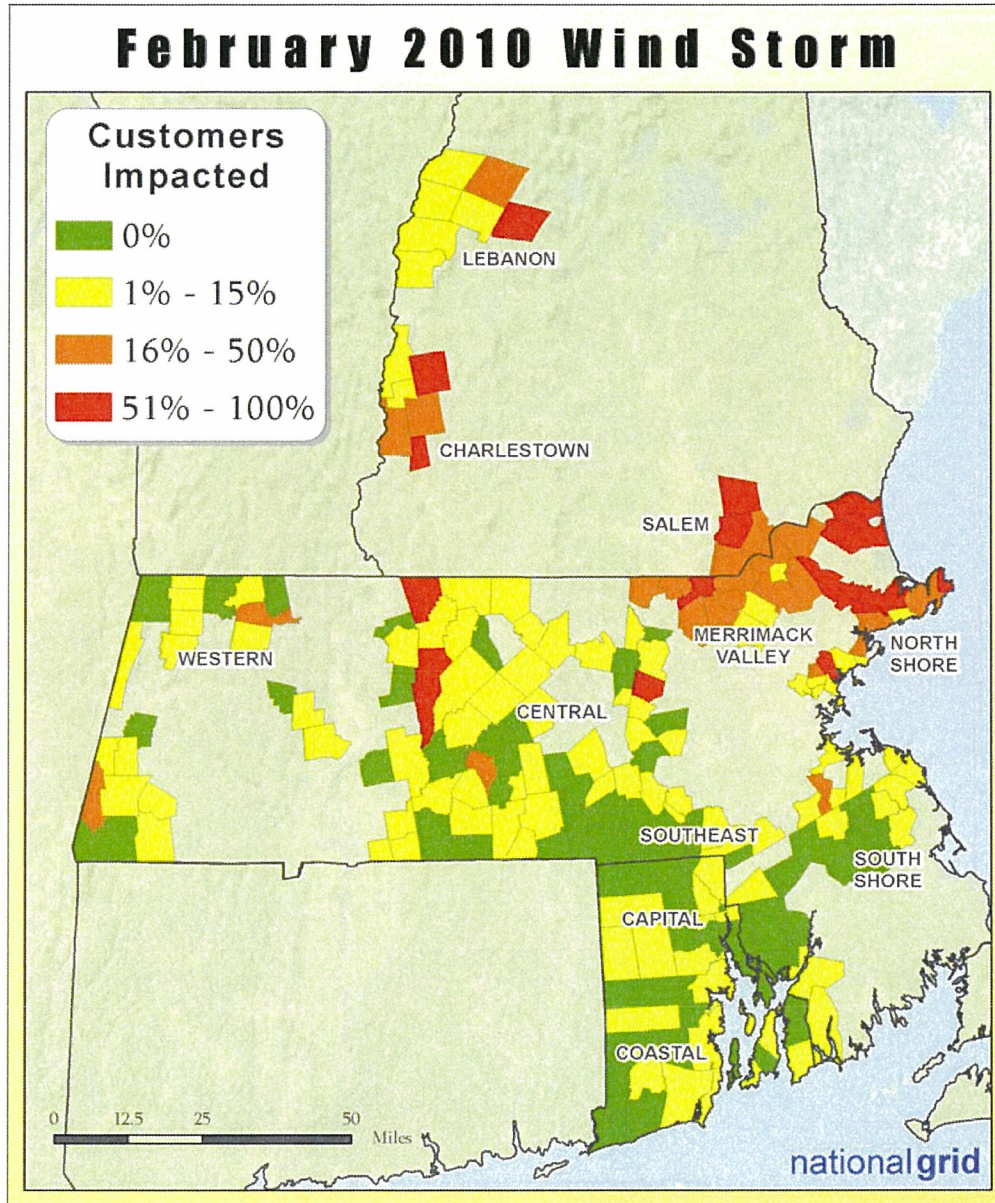 February 2010 Wind Storm
Customers
Impacted
0%
1% - 15%
16% - 50%
51% - 100%
LEBANON
CHARLESTOWN
SALEM
MERRIMACK
VALLEY
NORTH
SHORE
WESTERN
CENTRAL
SOUTHEAST
SOUTH
SHORE
CAPITAL
COASTAL
0 12.5 25 50
Miles
nationalgrid